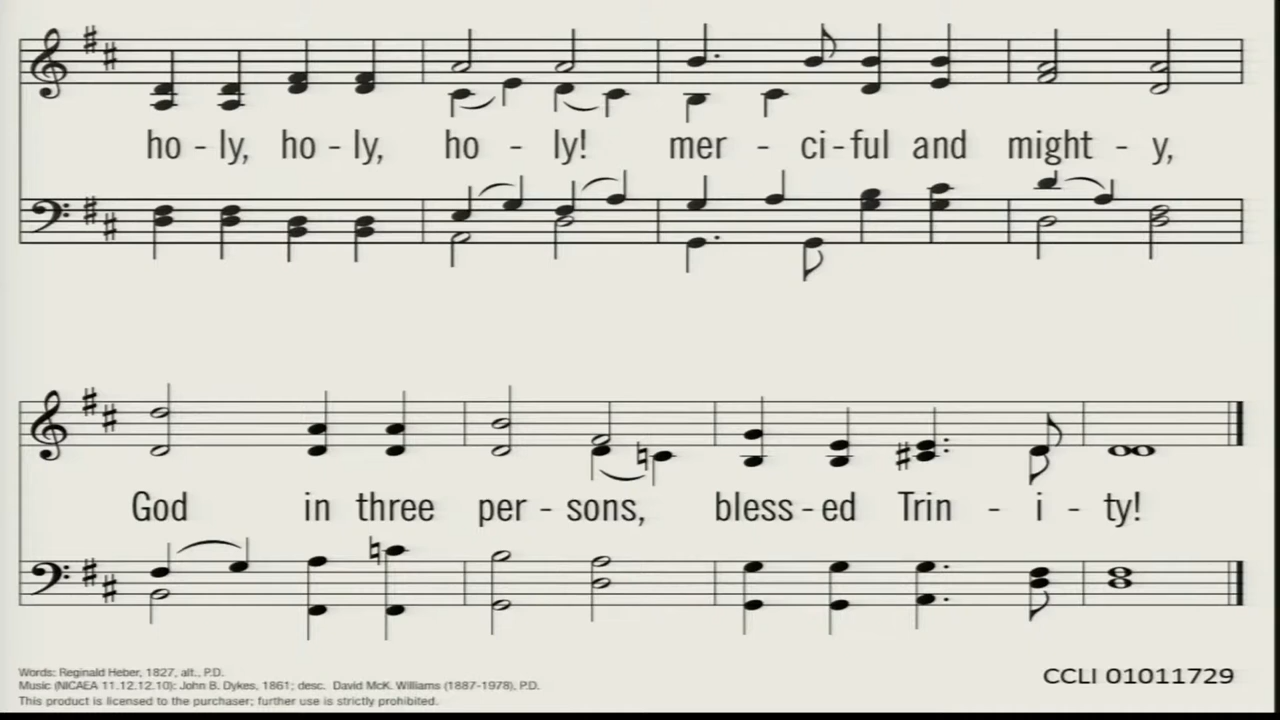 ho - ly, ho - ly, ho - ly! mer - ci - ful and might - y,
God in three per - sons, bless - ed Trin - i - ty!
Words: Reginald Heber, 1827, alt., P.D.
Music (NICAEA 11.12.12.10): John B. Dykes, 1861; desc. David McK. Williams (1887-1978), P.D.
This product is licensed to the purchaser; further use is strictly prohibited.
CCLI 01011729